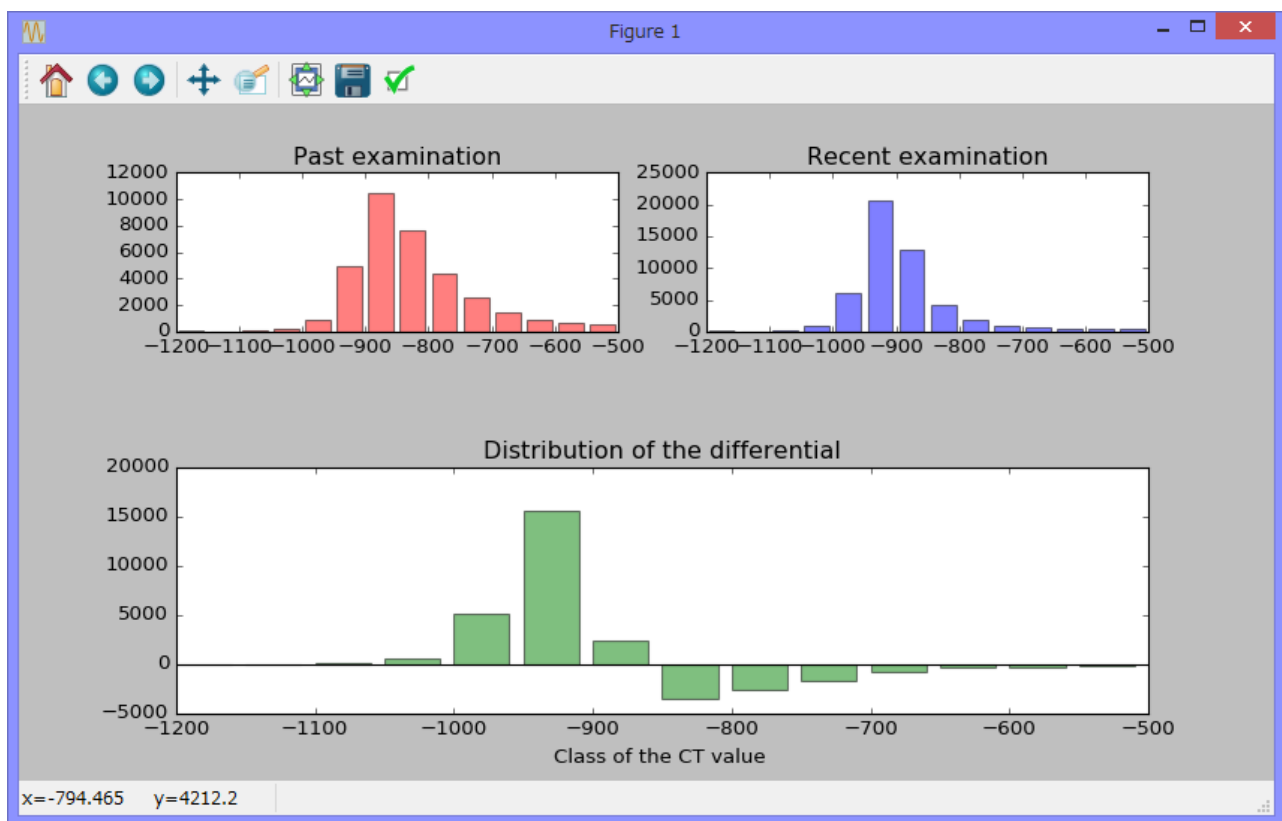 Figure 1
Past examination
12000
10000
8000
6000
4000
2000
0
−1200 −1100 −1000 −900 −800 −700 −600 −500
Recent examination
25000
20000
15000
10000
5000
0
−1200 −1100 −1000 −900 −800 −700 −600 −500
Distribution of the differential
20000
15000
10000
5000
0
−5000
−1200 −1100 −1000 −900 −800 −700 −600 −500
Class of the CT value
x=-794.465 y=4212.2